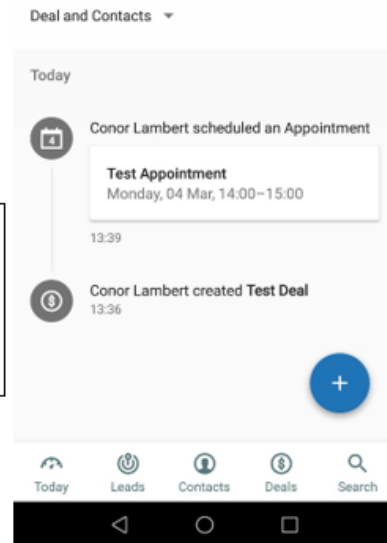 Deal and Contacts
Today
Conor Lambert scheduled an Appointment
4
Test Appointment
Monday, 04 Mar, 14:00–15:00
13:39
Conor Lambert created Test Deal
13:36
Today Leads Contacts Deals Search